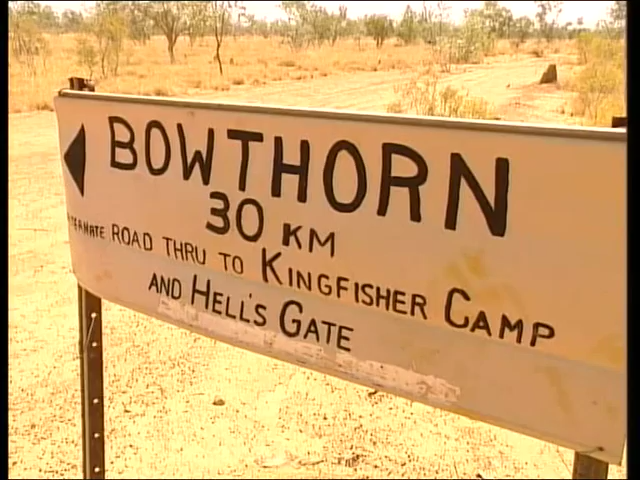 BOWTHORN
30 KM
ROAD THRU TO KINGFISHER CAMP
AND HELL'S GATE